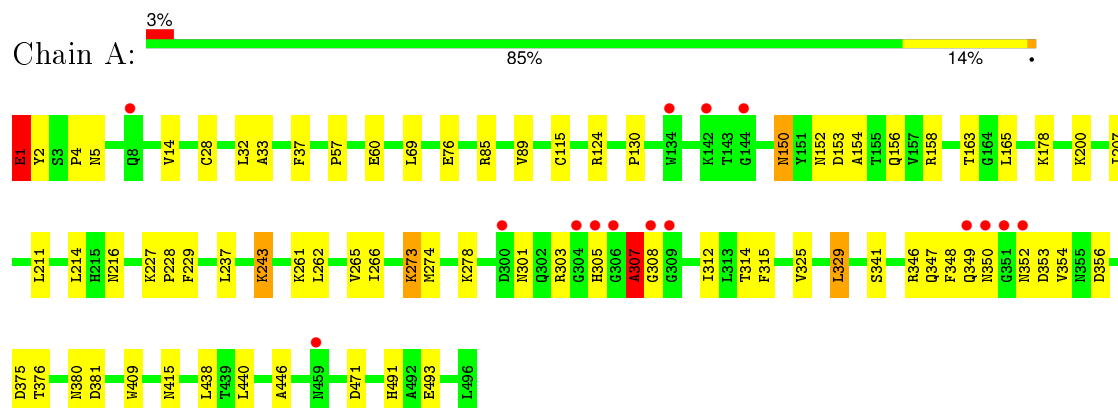 3%
Chain A:
85%
14%
•
E1 Y2 S3 P4 N5 Q8 V14 C28 L32 A33 F37 P57 E60 L69 E76 R85 V89 C115 R124 P130 W134 K142 T143 G144 N150 Y151 N152 D153 A154 T155 Q156 V157 R158 T163 G164 L165 K178 K200
L211 L214 H215 N216 K227 P228 F229 L237 K243 K261 L262 V265 I266 K273 M274 K278 D300 N301 Q302 R303 G304 H305 G306 A307 G308 G309 I312 L313 T314 F315 V325 L329 S341 R346 Q347 F348 Q349 N350 G351 N352 D353 V354 N355 D356
D375 T376 N380 D381 W409 N415 L438 T439 L440 A446 N459 D471 H491 A492 E493 L496